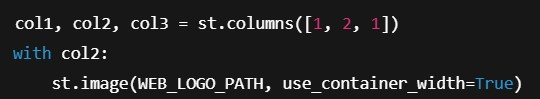 col1, col2, col3 = st.columns([1, 2, 1])
with col2:
    st.image(WEB_LOGO_PATH, use_container_width=True)